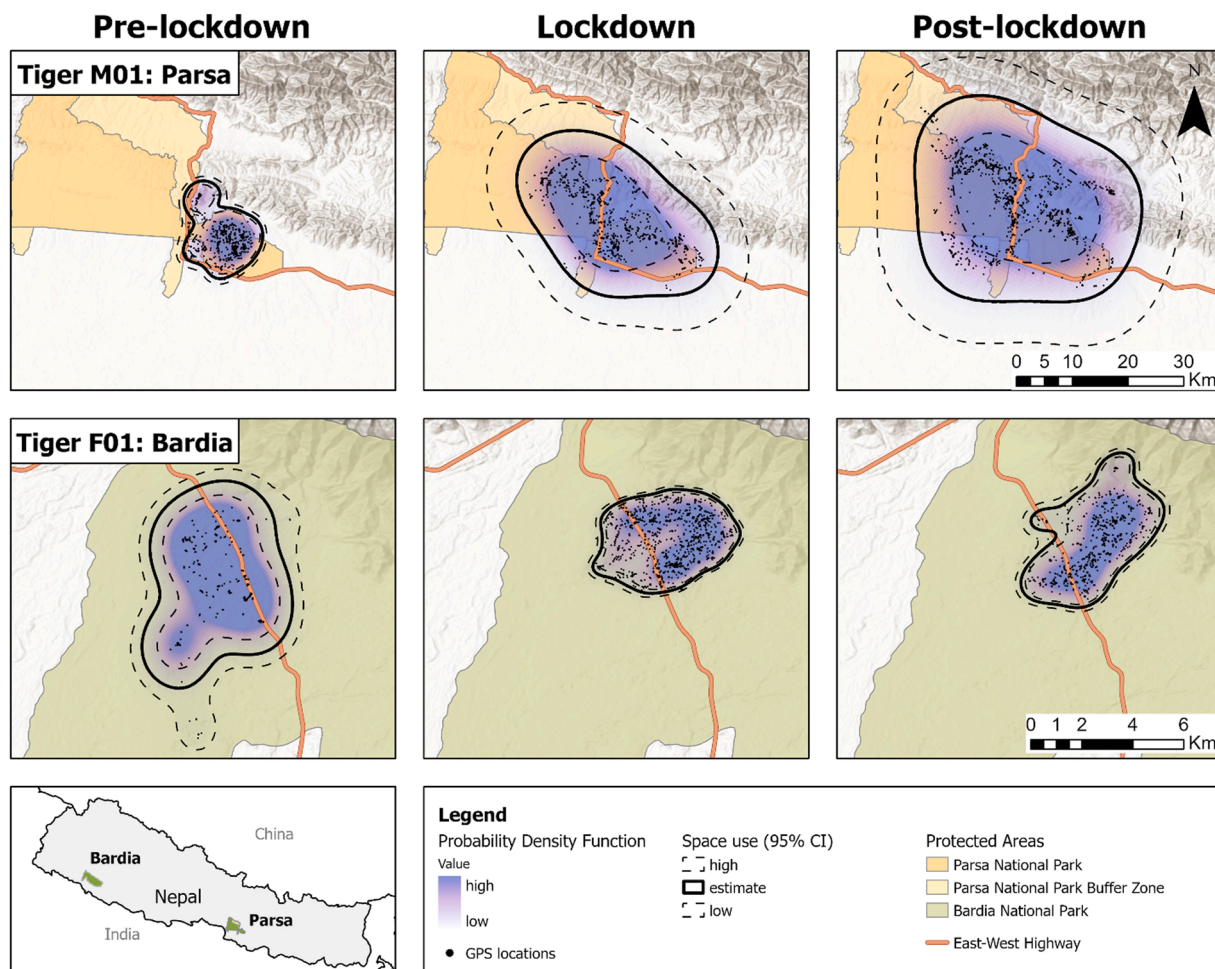 Pre-lockdown
Lockdown
Post-lockdown
Tiger M01: Parsa
N
0 5 10 20 30
Km
Tiger F01: Bardia
0 1 2 4 6
Km
China
Bardia
Nepal
Parsa
India
Legend
Probability Density Function
Value
high
low
GPS locations
Space use (95% CI)
high
estimate
low
Protected Areas
Parsa National Park
Parsa National Park Buffer Zone
Bardia National Park
East-West Highway